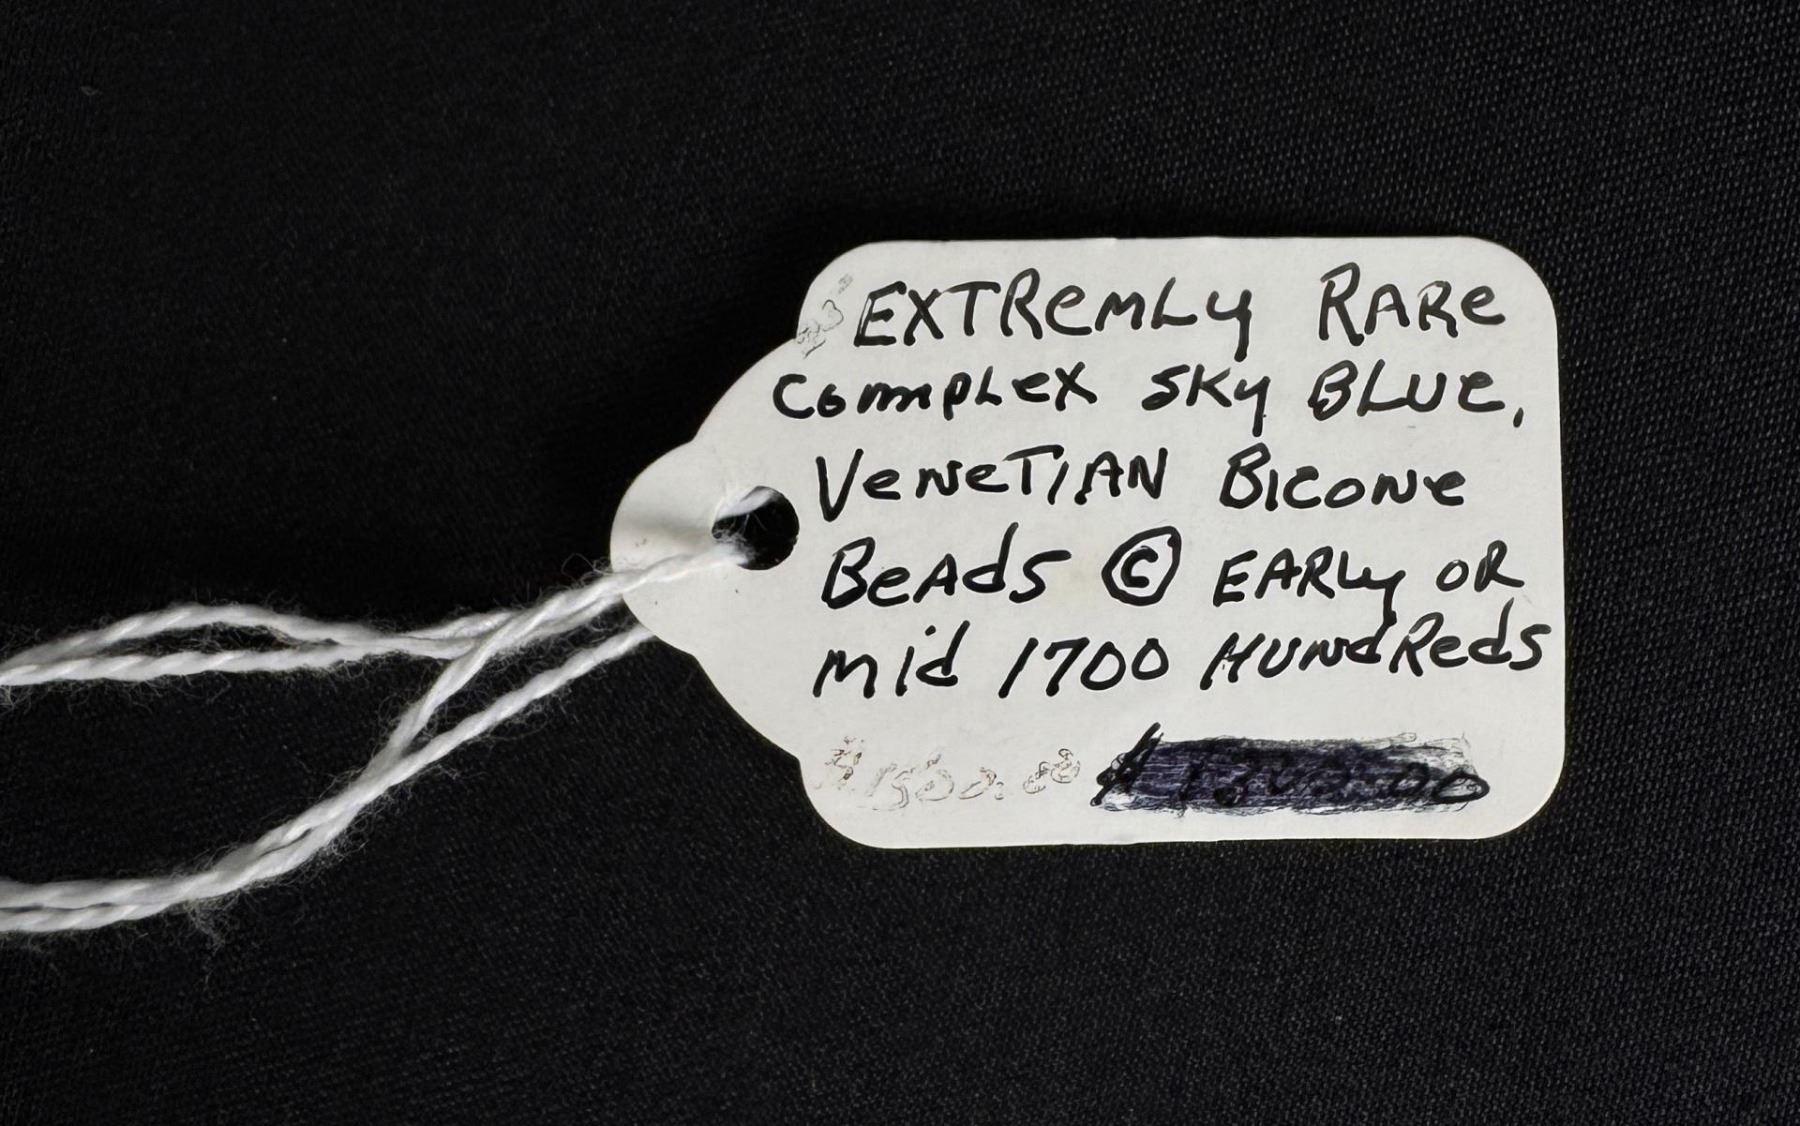 EXTREMLY RARE
COMPLEX SKY BLUE,
VENETIAN BICONE
BEADS © EARLY OR
MID 1700 HUNDREDS